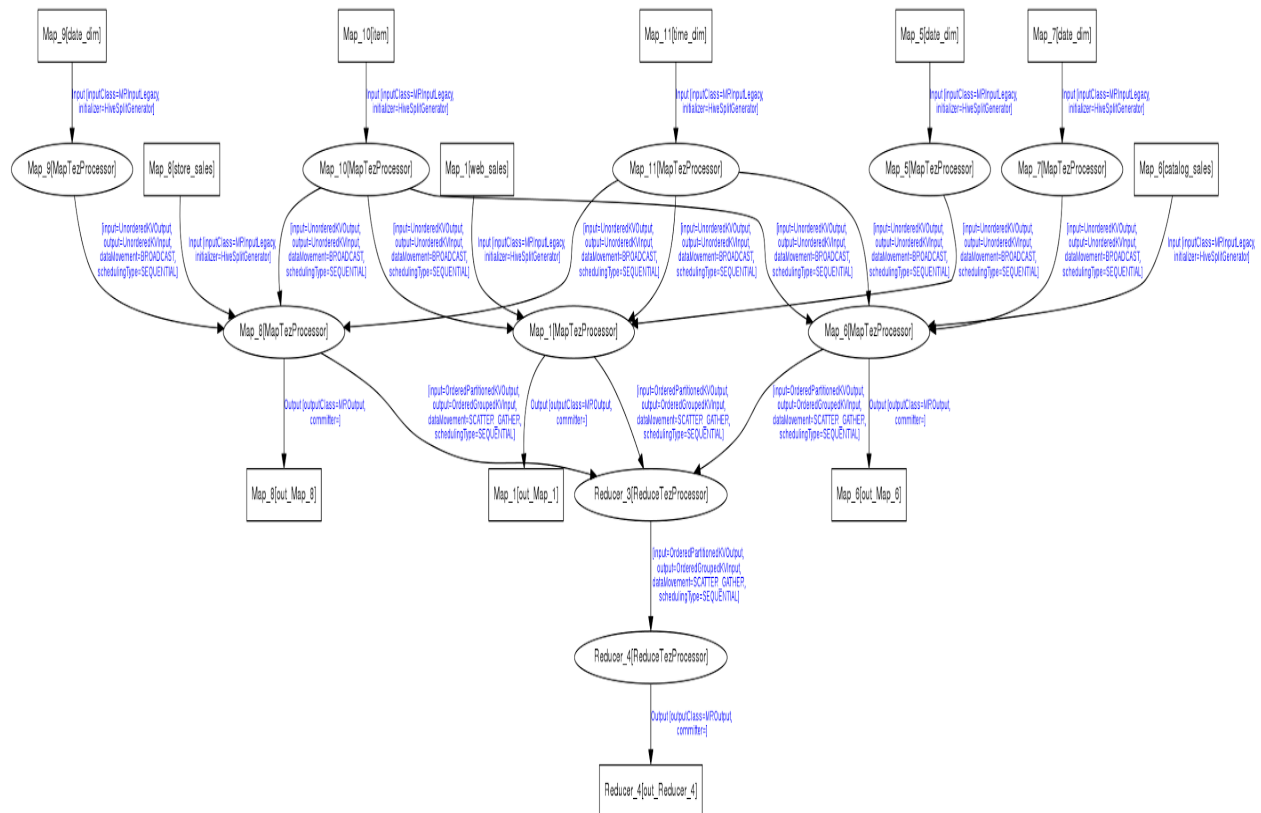 Map_9[date_dim]
Map_10[item]
Map_11[time_dim]
Map_5[date_dim]
Map_7[date_dim]
Input [inputClass=MRInputLegacy,
initializer=HiveSplitGenerator]
Input [inputClass=MRInputLegacy,
initializer=HiveSplitGenerator]
Input [inputClass=MRInputLegacy,
initializer=HiveSplitGenerator]
Input [inputClass=MRInputLegacy,
initializer=HiveSplitGenerator]
Input [inputClass=MRInputLegacy,
initializer=HiveSplitGenerator]
Map_9[MapTezProcessor]
Map_8[store_sales]
Map_10[MapTezProcessor]
Map_1[web_sales]
Map_11[MapTezProcessor]
Map_5[MapTezProcessor]
Map_7[MapTezProcessor]
Map_6[catalog_sales]
[input=UnorderedKVOutput,
output=UnorderedKVInput,
dataMovement=BROADCAST,
schedulingType=SEQUENTIAL]
Input [inputClass=MRInputLegacy,
initializer=HiveSplitGenerator]
[input=UnorderedKVOutput,
output=UnorderedKVInput,
dataMovement=BROADCAST,
schedulingType=SEQUENTIAL]
[input=UnorderedKVOutput,
output=UnorderedKVInput,
dataMovement=BROADCAST,
schedulingType=SEQUENTIAL]
Input [inputClass=MRInputLegacy,
initializer=HiveSplitGenerator]
[input=UnorderedKVOutput,
output=UnorderedKVInput,
dataMovement=BROADCAST,
schedulingType=SEQUENTIAL]
[input=UnorderedKVOutput,
output=UnorderedKVInput,
dataMovement=BROADCAST,
schedulingType=SEQUENTIAL]
[input=UnorderedKVOutput,
output=UnorderedKVInput,
dataMovement=BROADCAST,
schedulingType=SEQUENTIAL]
[input=UnorderedKVOutput,
output=UnorderedKVInput,
dataMovement=BROADCAST,
schedulingType=SEQUENTIAL]
[input=UnorderedKVOutput,
output=UnorderedKVInput,
dataMovement=BROADCAST,
schedulingType=SEQUENTIAL]
[input=UnorderedKVOutput,
output=UnorderedKVInput,
dataMovement=BROADCAST,
schedulingType=SEQUENTIAL]
Input [inputClass=MRInputLegacy,
initializer=HiveSplitGenerator]
Map_8[MapTezProcessor]
Map_1[MapTezProcessor]
Map_6[MapTezProcessor]
Output [outputClass=MROutput,
committer=]
[input=OrderedPartitionedKVOutput,
output=OrderedGroupedKVInput,
dataMovement=SCATTER_GATHER,
schedulingType=SEQUENTIAL]
Output [outputClass=MROutput,
committer=]
[input=OrderedPartitionedKVOutput,
output=OrderedGroupedKVInput,
dataMovement=SCATTER_GATHER,
schedulingType=SEQUENTIAL]
[input=OrderedPartitionedKVOutput,
output=OrderedGroupedKVInput,
dataMovement=SCATTER_GATHER,
schedulingType=SEQUENTIAL]
Output [outputClass=MROutput,
committer=]
Map_8[out_Map_8]
Map_1[out_Map_1]
Reducer_3[ReduceTezProcessor]
Map_6[out_Map_6]
[input=OrderedPartitionedKVOutput,
output=OrderedGroupedKVInput,
dataMovement=SCATTER_GATHER,
schedulingType=SEQUENTIAL]
Reducer_4[ReduceTezProcessor]
Output [outputClass=MROutput,
committer=]
Reducer_4[out_Reducer_4]